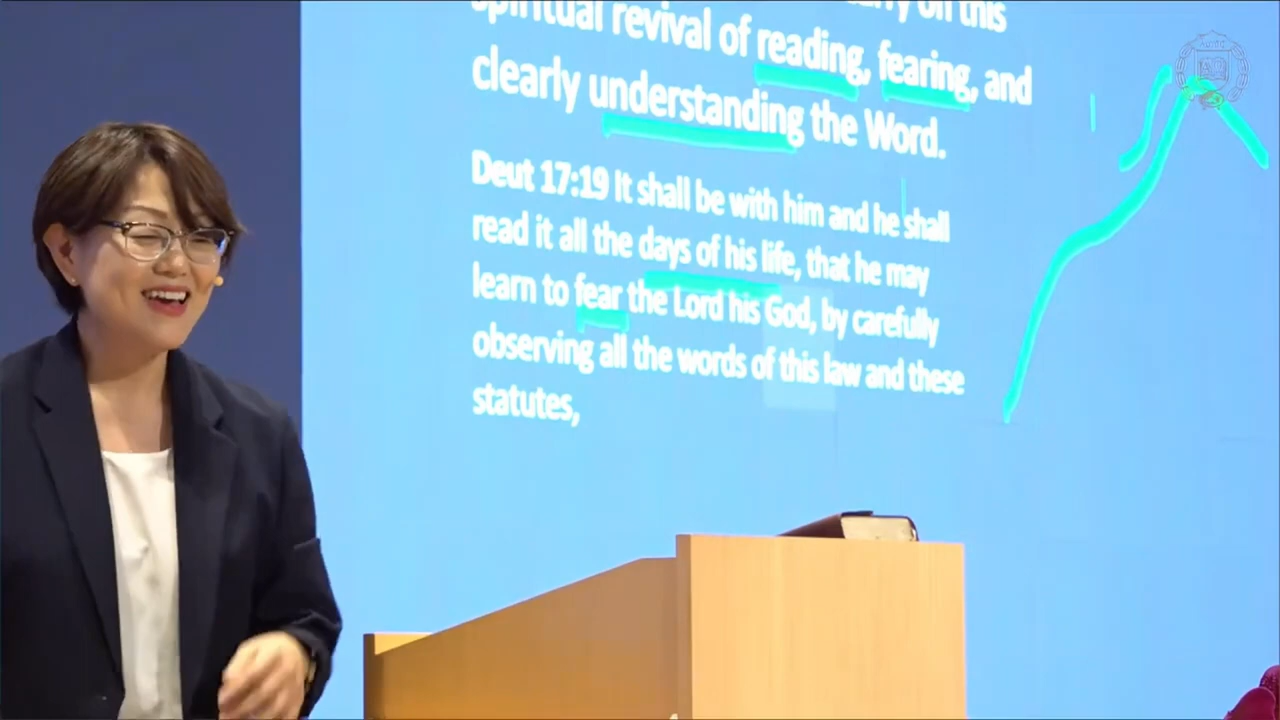 on this
spiritual revival of reading, fearing, and
clearly understanding the Word.
Deut 17:19 It shall be with him and he shall
read it all the days of his life, that he may
learn to fear the Lord his God, by carefully
observing all the words of this law and these
statutes,